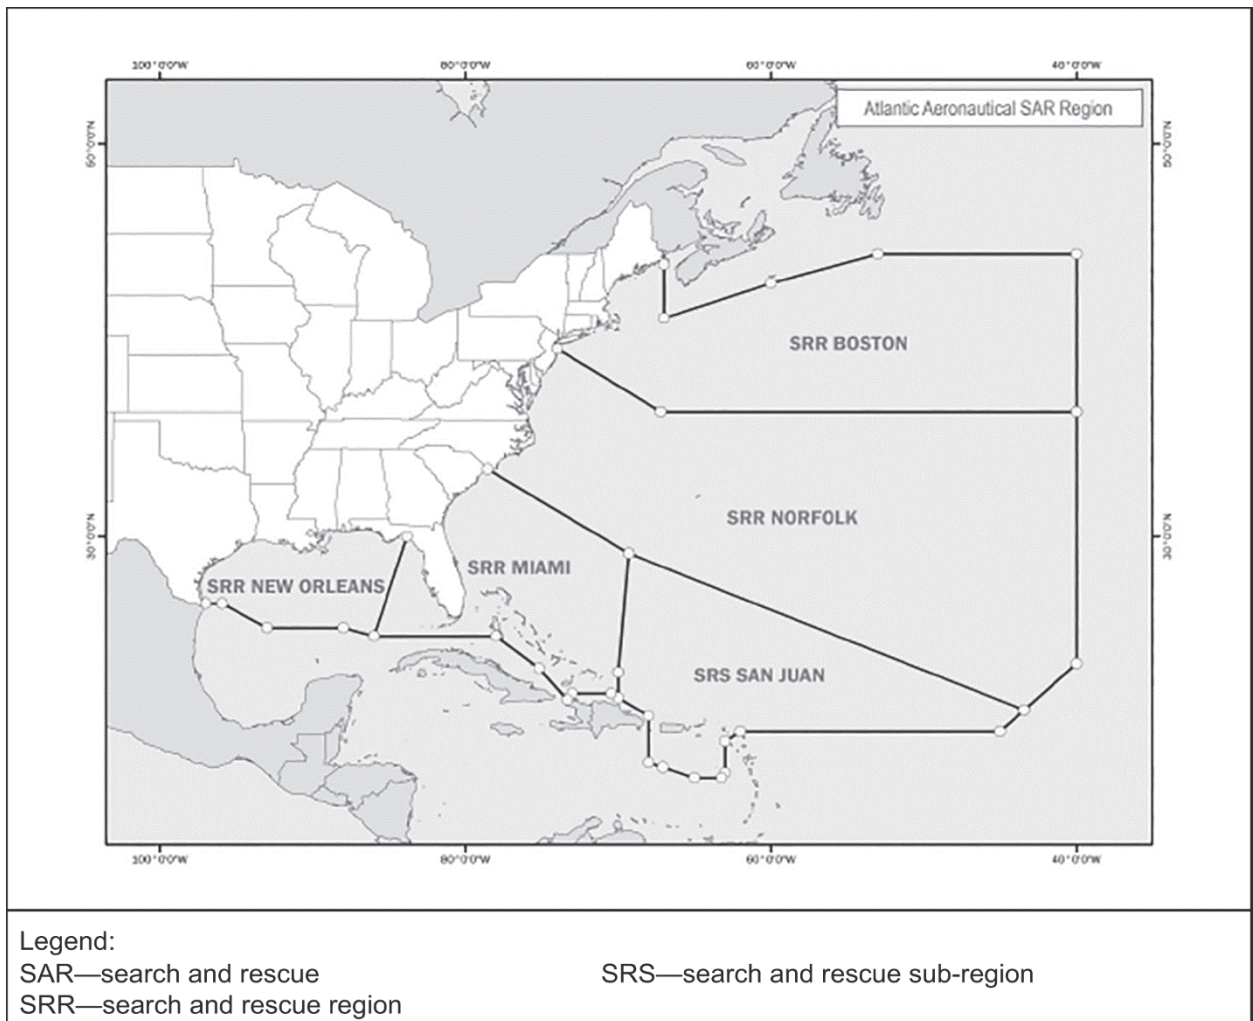 100°0'0"W 80°0'0"W 60°0'0"W 40°0'0"W
Atlantic Aeronautical SAR Region
50°0'0"N 50°0'0"N
SRR BOSTON
SRR NORFOLK
30°0'0"N 30°0'0"N
SRR MIAMI
SRR NEW ORLEANS
SRS SAN JUAN
100°0'0"W 80°0'0"W 60°0'0"W 40°0'0"W
Legend:
SAR—search and rescue SRS—search and rescue sub-region
SRR—search and rescue region